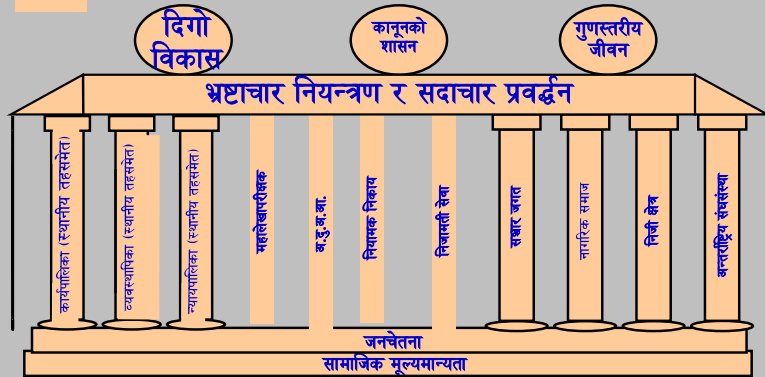 दिगो
विकास
कानूनको
शासन
गुणस्तरीय
जीवन
भ्रष्टाचार नियन्त्रण र सदाचार प्रवर्द्धन
कार्यपालिका (स्थानीय तहसमेत)
व्यवस्थापिका (स्थानीय तहसमेत)
न्यायपालिका (स्थानीय तहसमेत)
महालेखापरीक्षक
अ.दु.अ.आ.
नियामक निकाय
निजामती सेवा
सञ्चार जगत
नागरिक समाज
निजी क्षेत्र
अन्तर्राष्ट्रिय संघसंस्था
जनचेतना
सामाजिक मूल्यमान्यता